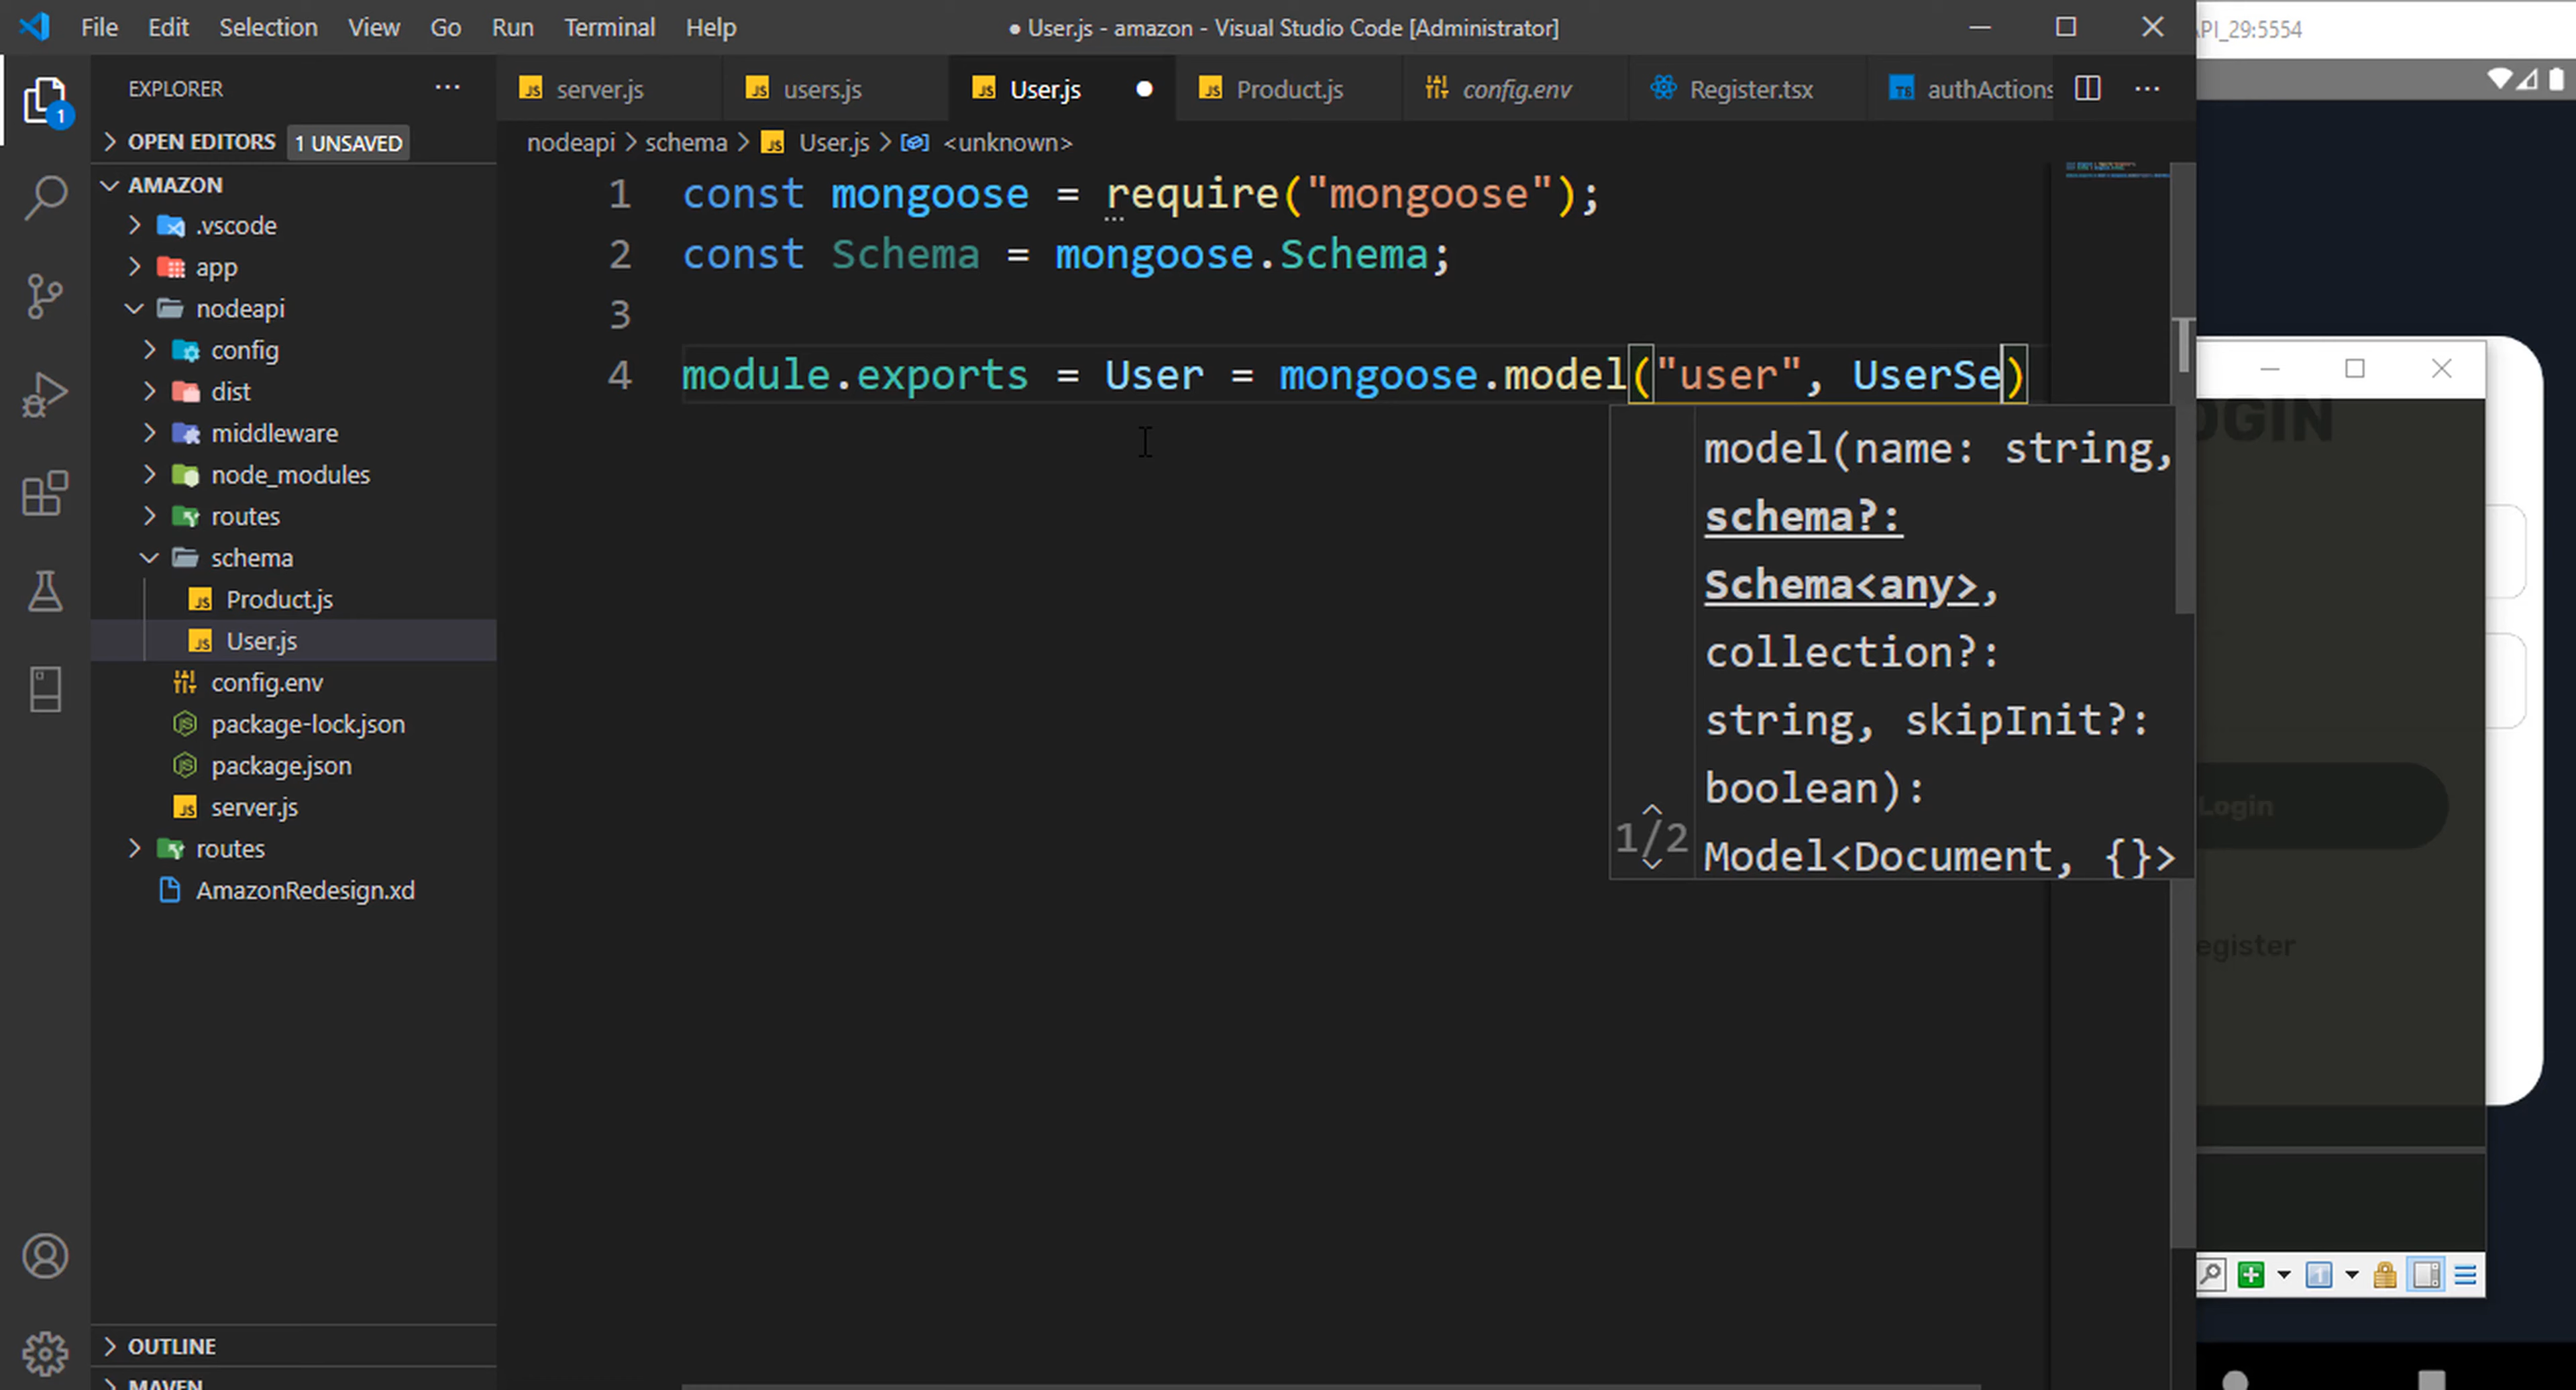 File Edit Selection View Go Run Terminal Help
● User.js - amazon - Visual Studio Code [Administrator]
PI_29:5554
EXPLORER ...
1
server.js users.js User.js Product.js config.env Register.tsx authActions ...
OPEN EDITORS 1 UNSAVED
nodeapi > schema > User.js > <unknown>
AMAZON
.vscode
app
nodeapi
config
dist
middleware
node_modules
routes
schema
Product.js
User.js
config.env
package-lock.json
package.json
server.js
routes
AmazonRedesign.xd
OUTLINE
MAVEN
1 const mongoose = require("mongoose");
2 const Schema = mongoose.Schema;
3
4 module.exports = User = mongoose.model("user", UserSe)
model(name: string,
schema?:
Schema<any>,
collection?:
string, skipInit?:
boolean):
1/2
Model<Document, {}>
OGIN
Login
egister
1